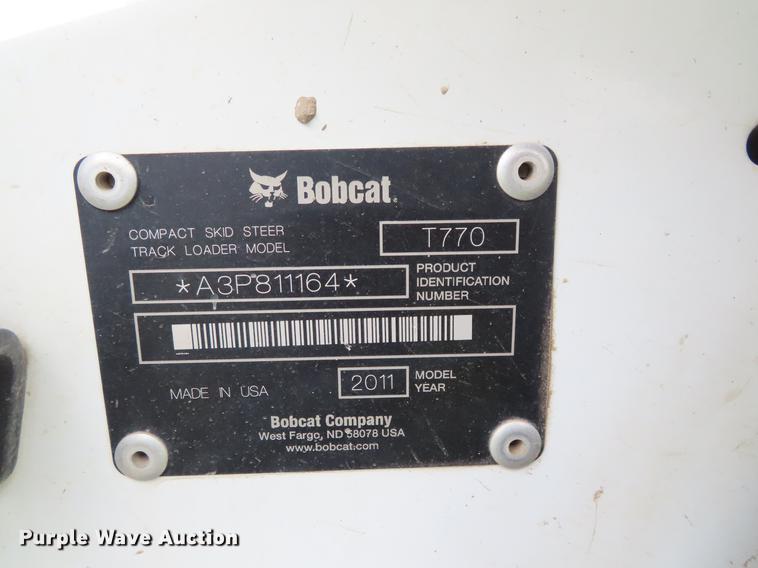 Bobcat
COMPACT SKID STEER
TRACK LOADER MODEL
T770
*A3P811164*
PRODUCT
IDENTIFICATION
NUMBER
MADE IN USA
2011
MODEL
YEAR
Bobcat Company
West Fargo, ND 58078 USA
www.bobcat.com
Purple Wave Auction